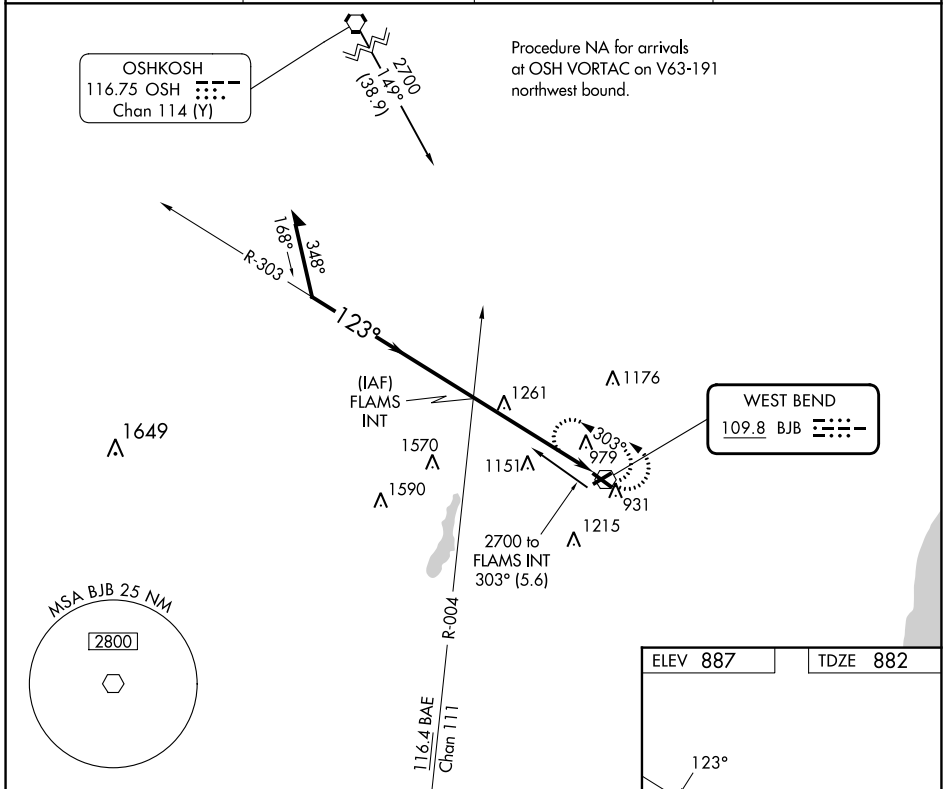 OSHKOSH
116.75 OSH
Chan 114 (Y)
2700
149°
(38.9)
Procedure NA for arrivals
at OSH VORTAC on V63-191
northwest bound.
R-303
168°
348°
123°
(IAF)
FLAMS
INT
1261
1176
WEST BEND
109.8 BJB
1649
1570
1590
1151
303°
979
931
1215
2700 to
FLAMS INT
303° (5.6)
MSA BJB 25 NM
2800
R-004
116.4 BAE
Chan 111
ELEV 887
TDZE 882
123°